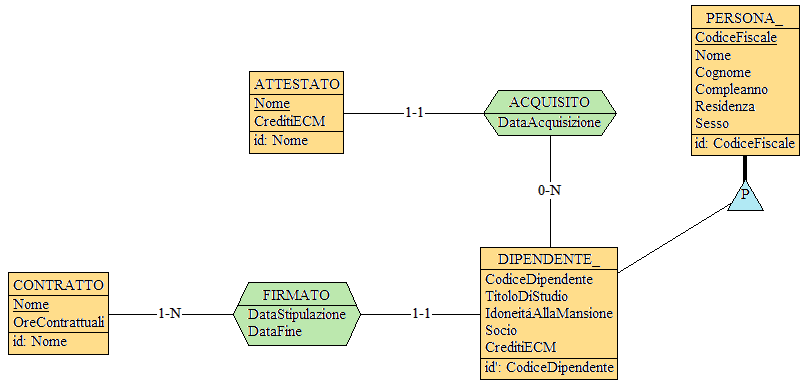 PERSONA_
CodiceFiscale
Nome
Cognome
Compleanno
Residenza
Sesso
id: CodiceFiscale
P
ATTESTATO
Nome
CreditiECM
id: Nome
1-1
ACQUISITO
DataAcquisizione
0-N
CONTRATTO
Nome
OreContrattuali
id: Nome
1-N
FIRMATO
DataStipulazione
DataFine
1-1
DIPENDENTE_
CodiceDipendente
TitoloDiStudio
IdoneitáAllaMansione
Socio
CreditiECM
id': CodiceDipendente